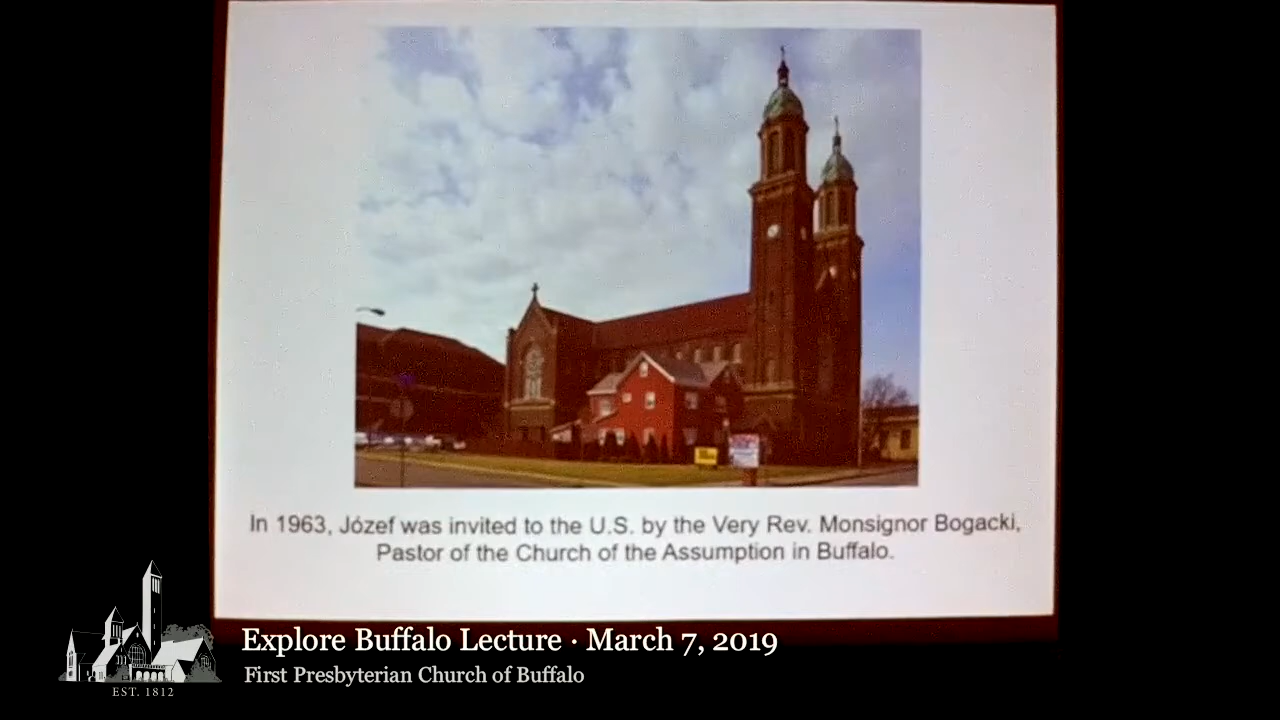 In 1963, Józef was invited to the U.S. by the Very Rev. Monsignor Bogacki,
Pastor of the Church of the Assumption in Buffalo.
Explore Buffalo Lecture · March 7, 2019
First Presbyterian Church of Buffalo
EST. 1812